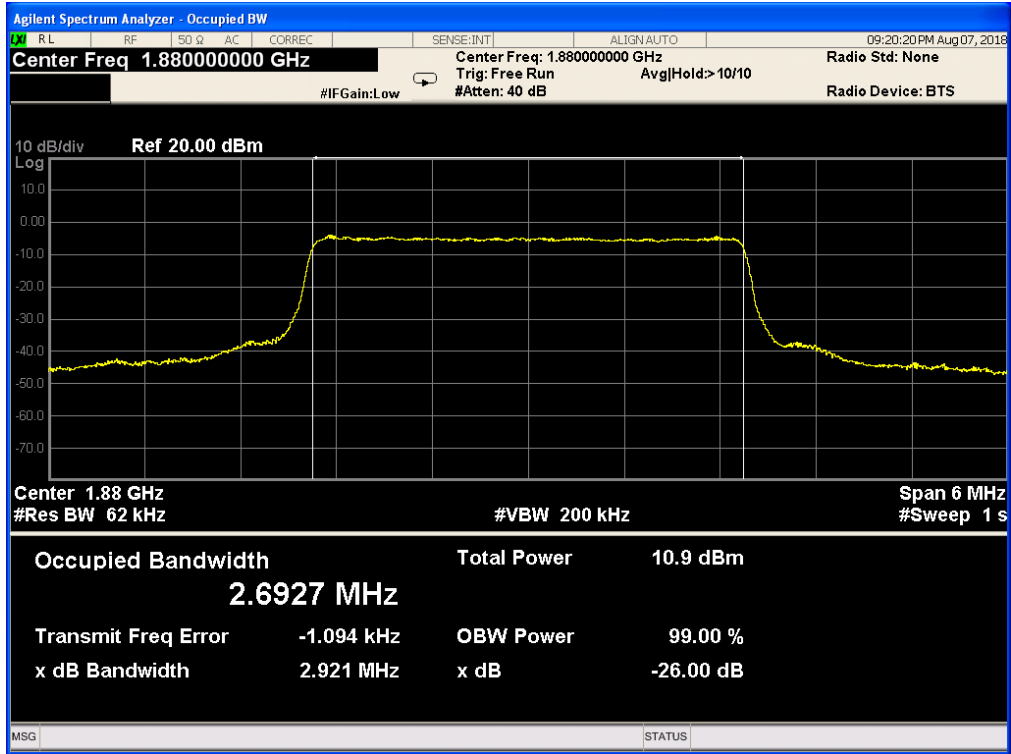 Agilent Spectrum Analyzer - Occupied BW
LXI RL RF 50 Ω AC CORREC SENSE:INT ALIGN AUTO 09:20:20 PM Aug 07, 2018
Center Freq 1.880000000 GHz Center Freq: 1.880000000 GHz Radio Std: None
Trig: Free Run Avg|Hold:> 10/10
#IFGain:Low #Atten: 40 dB Radio Device: BTS
10 dB/div Ref 20.00 dBm
Log
10.0
0.00
-10.0
-20.0
-30.0
-40.0
-50.0
-60.0
-70.0
Center 1.88 GHz Span 6 MHz
#Res BW 62 kHz #VBW 200 kHz #Sweep 1 s
Occupied Bandwidth Total Power 10.9 dBm
2.6927 MHz
Transmit Freq Error -1.094 kHz OBW Power 99.00 %
x dB Bandwidth 2.921 MHz x dB -26.00 dB
MSG STATUS